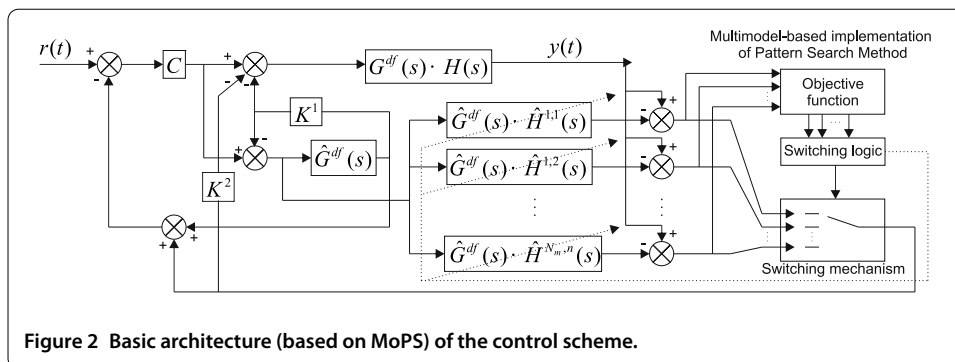 Multimodel-based implementation
of Pattern Search Method
r(t)
+
-
C
+
-
-
G^{df}(s) · H(s)
y(t)
Objective
function
K^1
Ĝ^{df}(s) · Ĥ^{1,1}(s)
+
-
-
+
Ĝ^{df}(s)
Ĝ^{df}(s) · Ĥ^{1,2}(s)
+
-
Switching logic
K^2
+
+
Ĝ^{df}(s) · Ĥ^{N_m,n}(s)
+
-
Switching mechanism
Figure 2 Basic architecture (based on MoPS) of the control scheme.